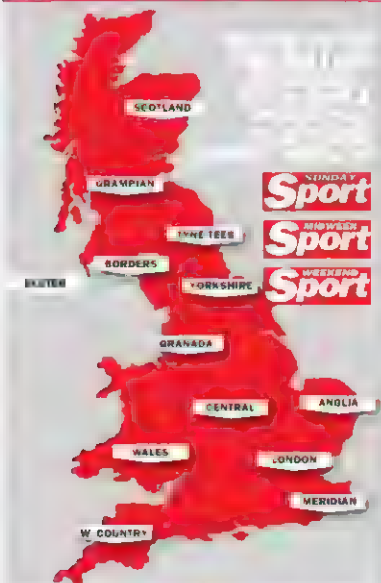 SCOTLAND
GRAMPIAN
SUNDAY
Sport
TYNE TEES
MIDWEEK
Sport
BORDERS
WEEKEND
Sport
YORKSHIRE
GRANADA
CENTRAL
ANGLIA
WALES
LONDON
MERIDIAN
W. COUNTRY